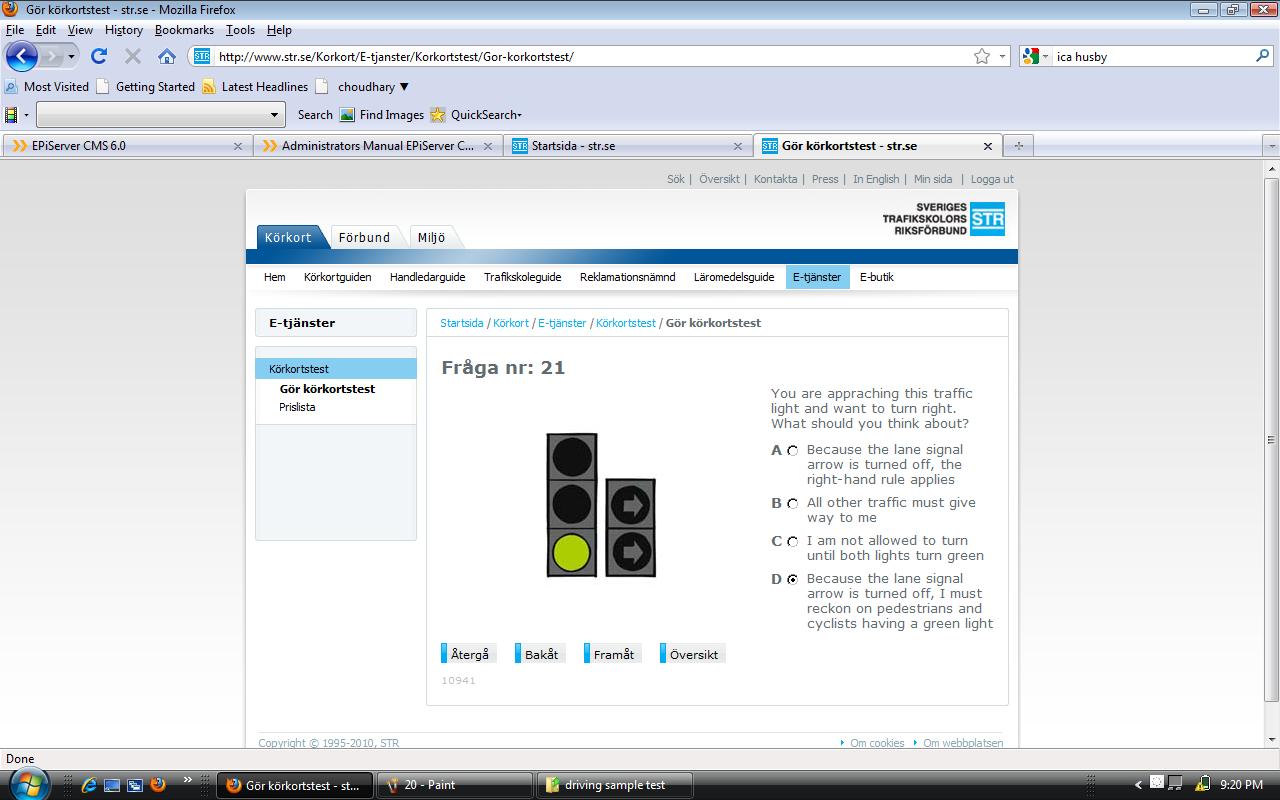 Gör körkortstest - str.se - Mozilla Firefox
File Edit View History Bookmarks Tools Help
http://www.str.se/Korkort/E-tjanster/Korkortstest/Gor-korkortstest/
ica husby
Most Visited Getting Started Latest Headlines choudhary
Search Find Images QuickSearch
EPiServer CMS 6.0 Administrators Manual EPiServer C... STR Startsida - str.se STR Gör körkortstest - str.se
Sök | Översikt | Kontakta | Press | In English | Min sida | Logga ut
SVERIGES
TRAFIKSKOLORS
RIKSFÖRBUND
STR
Körkort Förbund Miljö
Hem Körkortguiden Handledarguide Trafikskoleguide Reklamationsnämnd Läromedelsguide E-tjänster E-butik
E-tjänster
Körkortstest
Gör körkortstest
Prislista
Startsida / Körkort / E-tjänster / Körkortstest / Gör körkortstest
Fråga nr: 21
You are appraching this traffic
light and want to turn right.
What should you think about?
A Because the lane signal
arrow is turned off, the
right-hand rule applies
B All other traffic must give
way to me
C I am not allowed to turn
until both lights turn green
D Because the lane signal
arrow is turned off, I must
reckon on pedestrians and
cyclists having a green light
Återgå Bakåt Framåt Översikt
10941
Copyright © 1995-2010, STR Om cookies Om webbplatsen
Done
Gör körkortstest - st... 20 - Paint driving sample test 9:20 PM